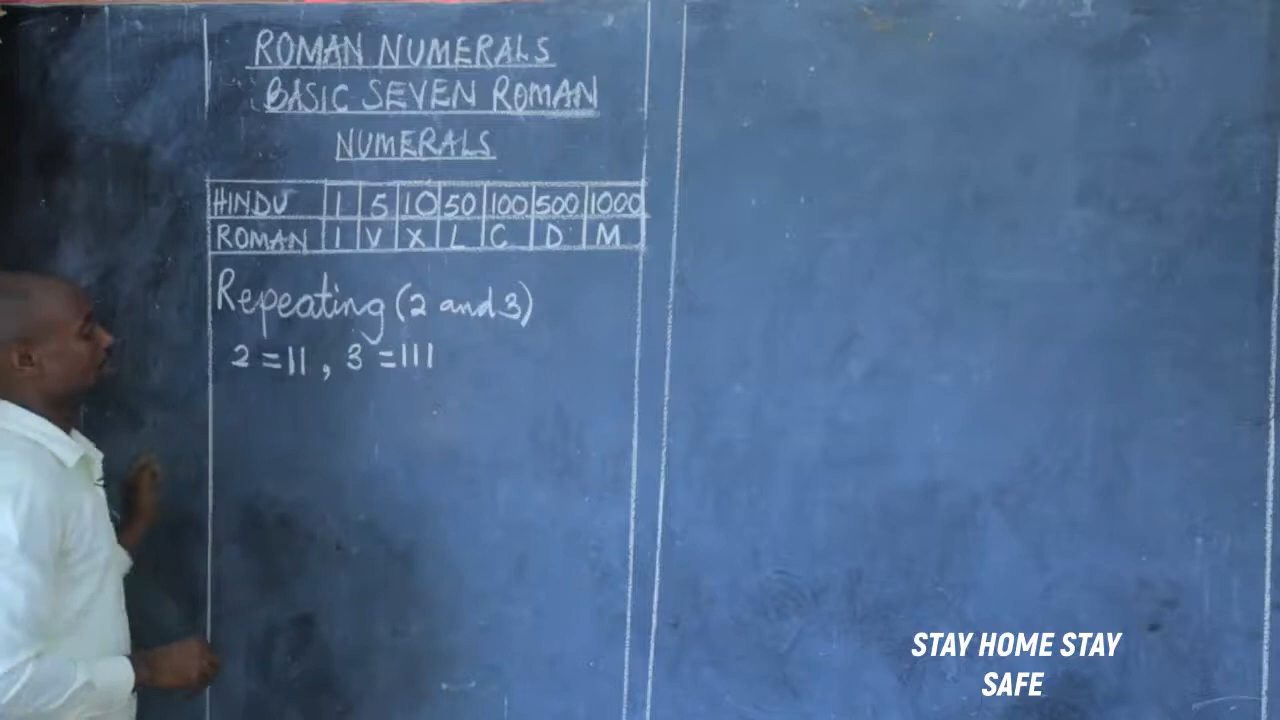 ROMAN NUMERALS
BASIC SEVEN ROMAN
NUMERALS
HINDU 1 5 10 50 100 500 1000
ROMAN I V X L C D M
Repeating (2 and 3)
2 = II , 3 = III
STAY HOME STAY
SAFE